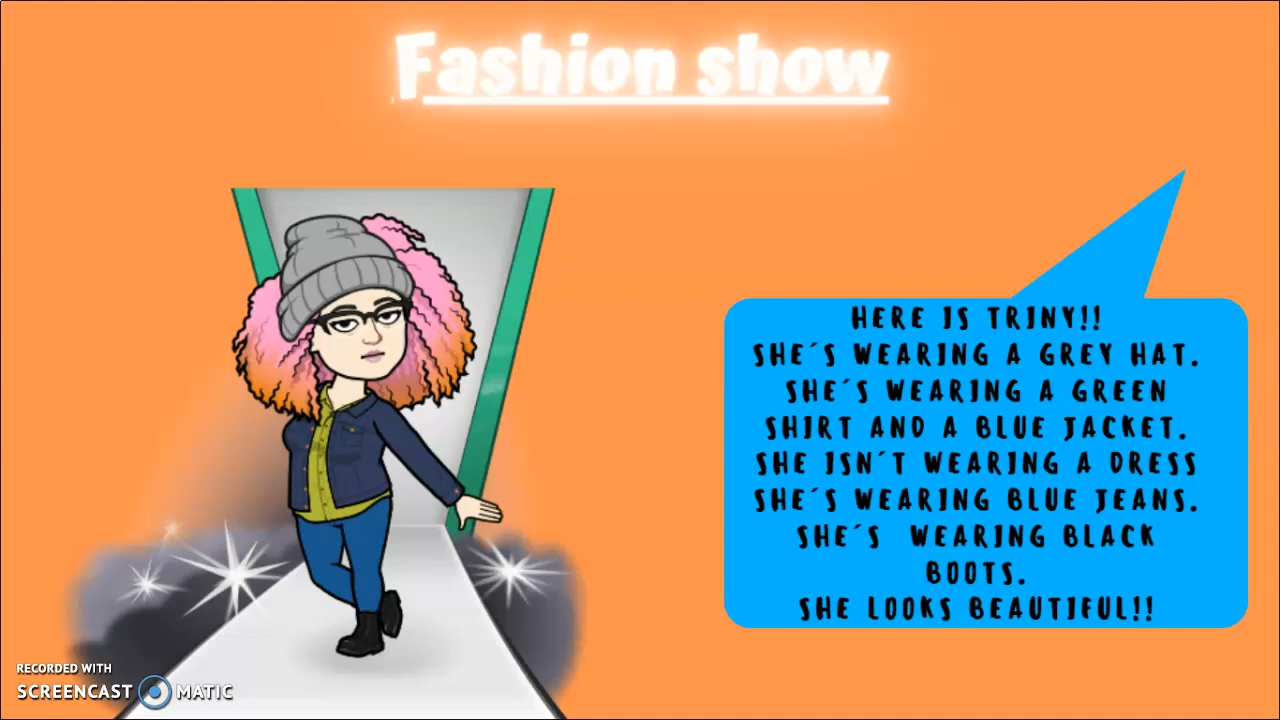 Fashion show
HERE IS TRINY!!
SHE´S WEARING A GREY HAT.
SHE´S WEARING A GREEN
SHIRT AND A BLUE JACKET.
SHE ISN´T WEARING A DRESS
SHE´S WEARING BLUE JEANS.
SHE´S WEARING BLACK
BOOTS.
SHE LOOKS BEAUTIFUL!!
RECORDED WITH
SCREENCAST MATIC